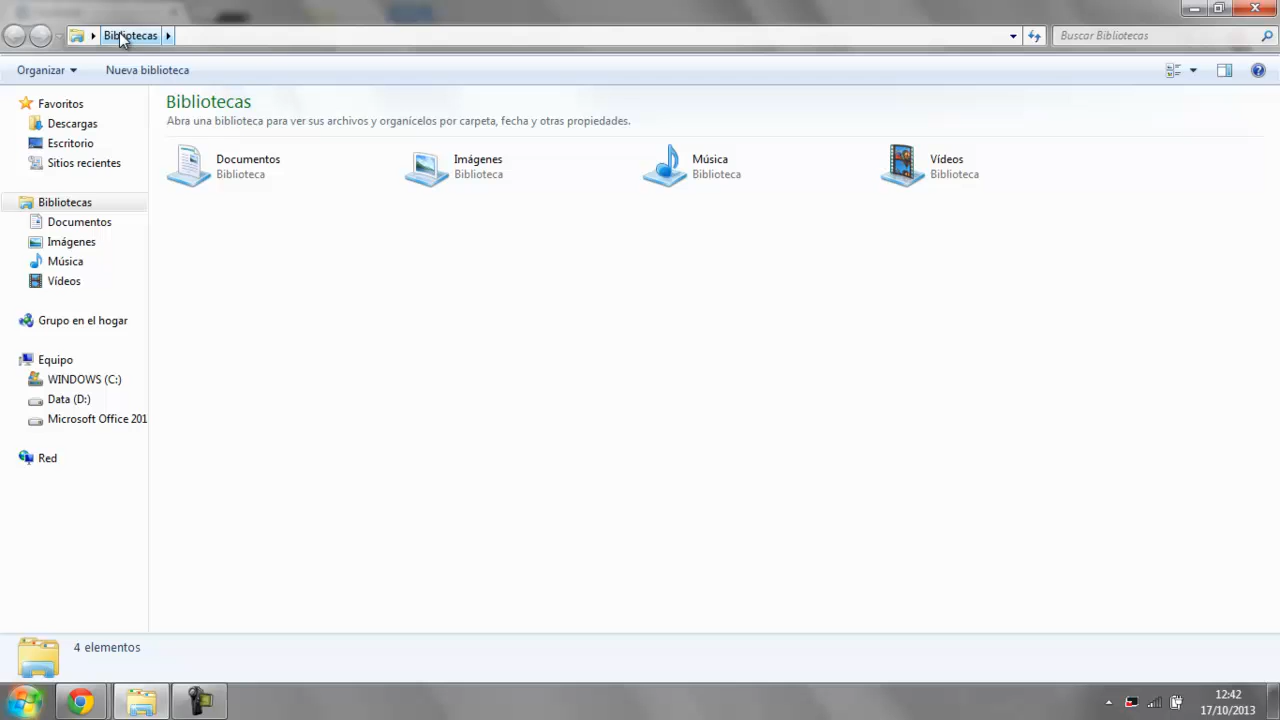 Bibliotecas
Buscar Bibliotecas
Organizar
Nueva biblioteca
Favoritos
Descargas
Escritorio
Sitios recientes
Bibliotecas
Documentos
Imágenes
Música
Vídeos
Grupo en el hogar
Equipo
WINDOWS (C:)
Data (D:)
Microsoft Office 201
Red
Bibliotecas
Abra una biblioteca para ver sus archivos y organícelos por carpeta, fecha y otras propiedades.
Documentos
Biblioteca
Imágenes
Biblioteca
Música
Biblioteca
Vídeos
Biblioteca
4 elementos
12:42
17/10/2013